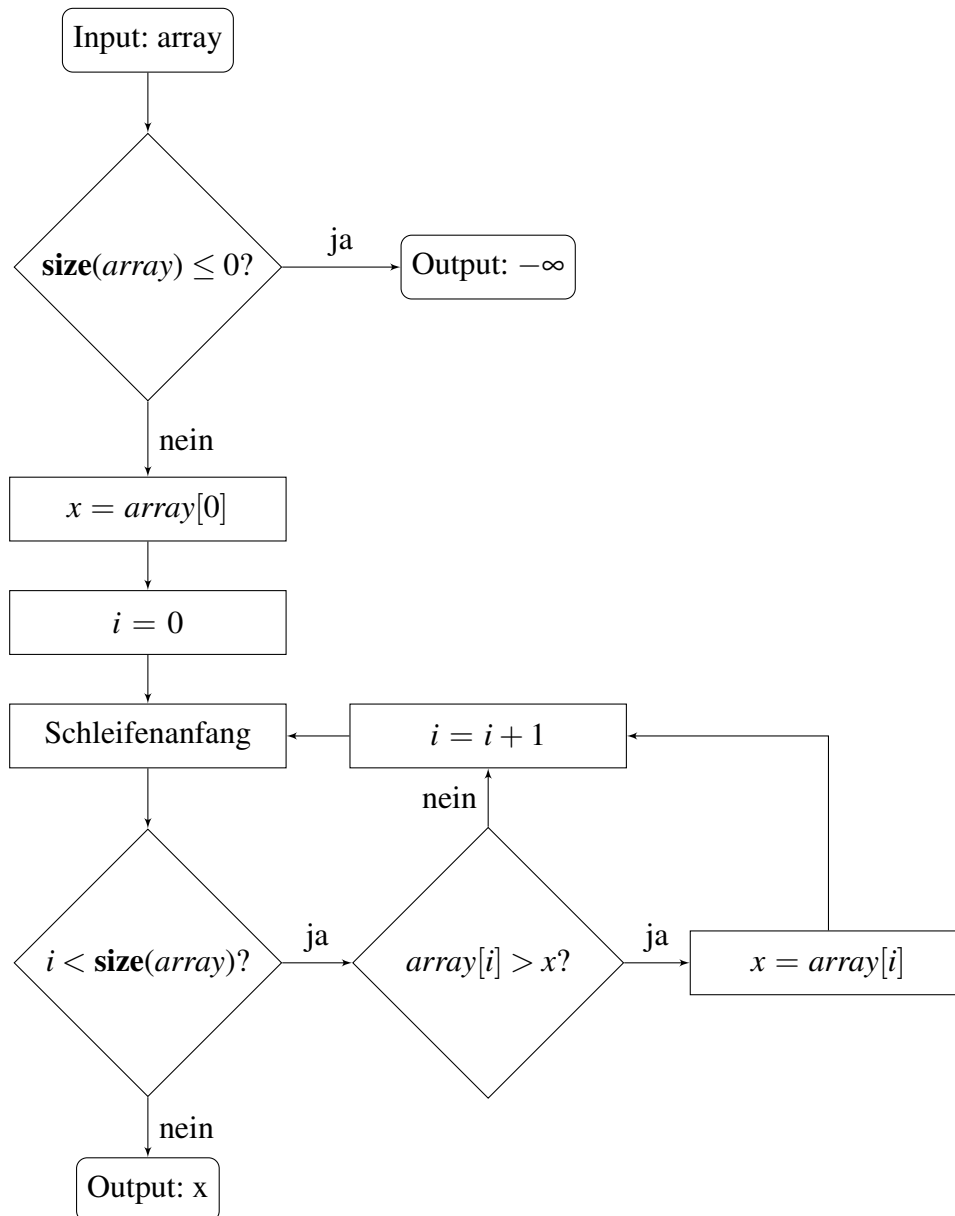 Input: array
size(array) ≤ 0?
ja
Output: −∞
nein
x = array[0]
i = 0
Schleifenanfang
i = i + 1
nein
i < size(array)?
ja
array[i] > x?
ja
x = array[i]
nein
Output: x